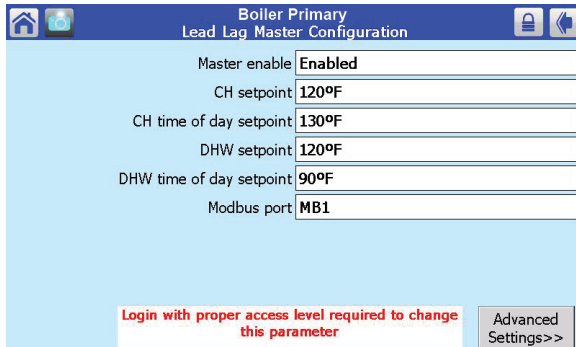 Boiler Primary
Lead Lag Master Configuration
Master enable Enabled
CH setpoint 120ºF
CH time of day setpoint 130ºF
DHW setpoint 120ºF
DHW time of day setpoint 90ºF
Modbus port MB1
Login with proper access level required to change
this parameter
Advanced
Settings>>